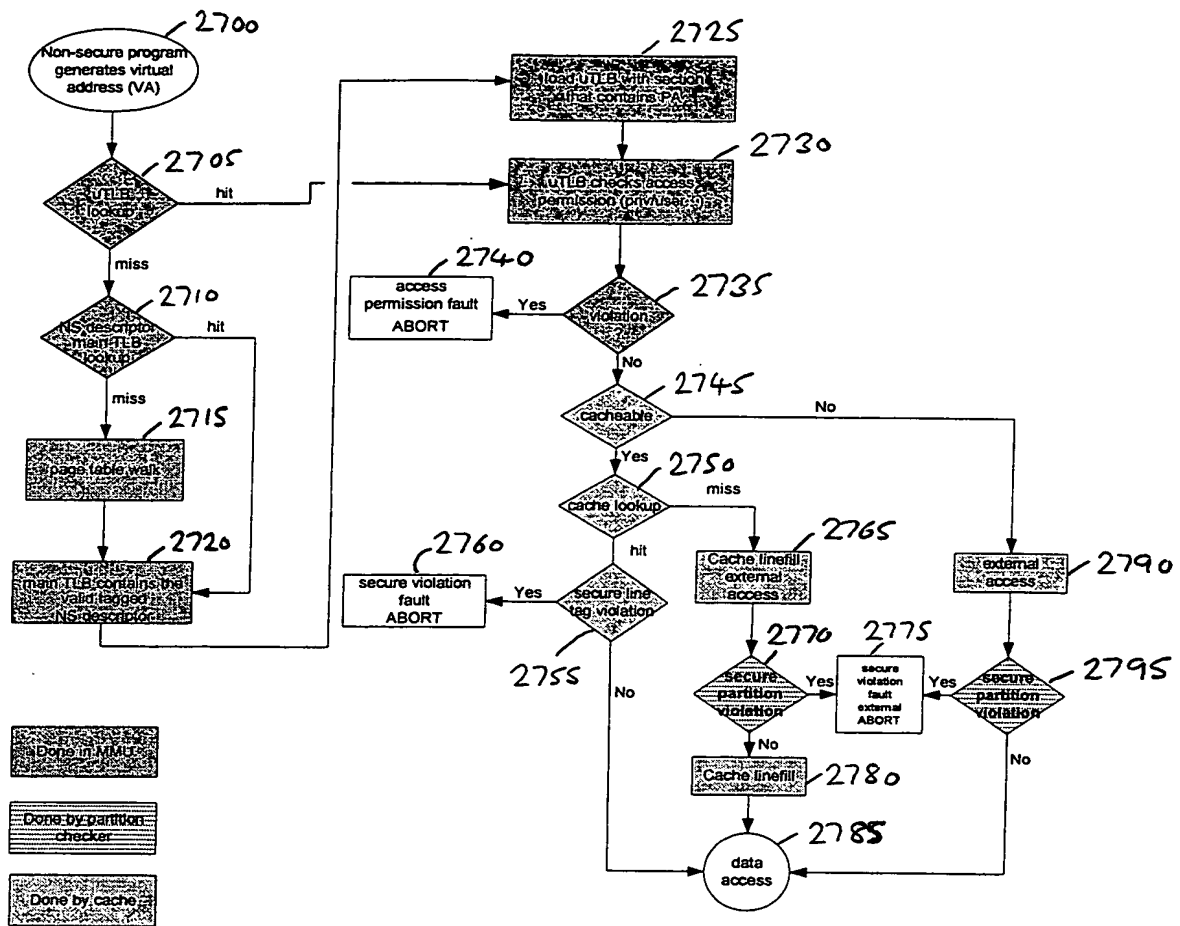 2700
Non-secure program
generates virtual
address (VA)
2705
uTLB
lookup
hit
miss
2710
NS descriptor
main TLB
lookup
hit
miss
2715
page table walk
2720
main TLB contains the
valid tagged
NS descriptor
2725
load uTLB with section
that contains PA
2730
uTLB checks access
permission (priv/user
2740
access
permission fault
ABORT
Yes
2735
violation
?
No
2745
cacheable
No
Yes
2750
cache lookup
miss
hit
2760
secure violation
fault
ABORT
Yes
secure line
tag violation
2755
No
2765
Cache linefill
external
access
2770
secure
partition
violation
Yes
2775
secure
violation
fault
external
ABORT
Yes
2790
external
access
2795
secure
partition
violation
No
No
2780
Cache linefill
2785
data
access
Done in MMU
Done by partition
checker
Done by cache